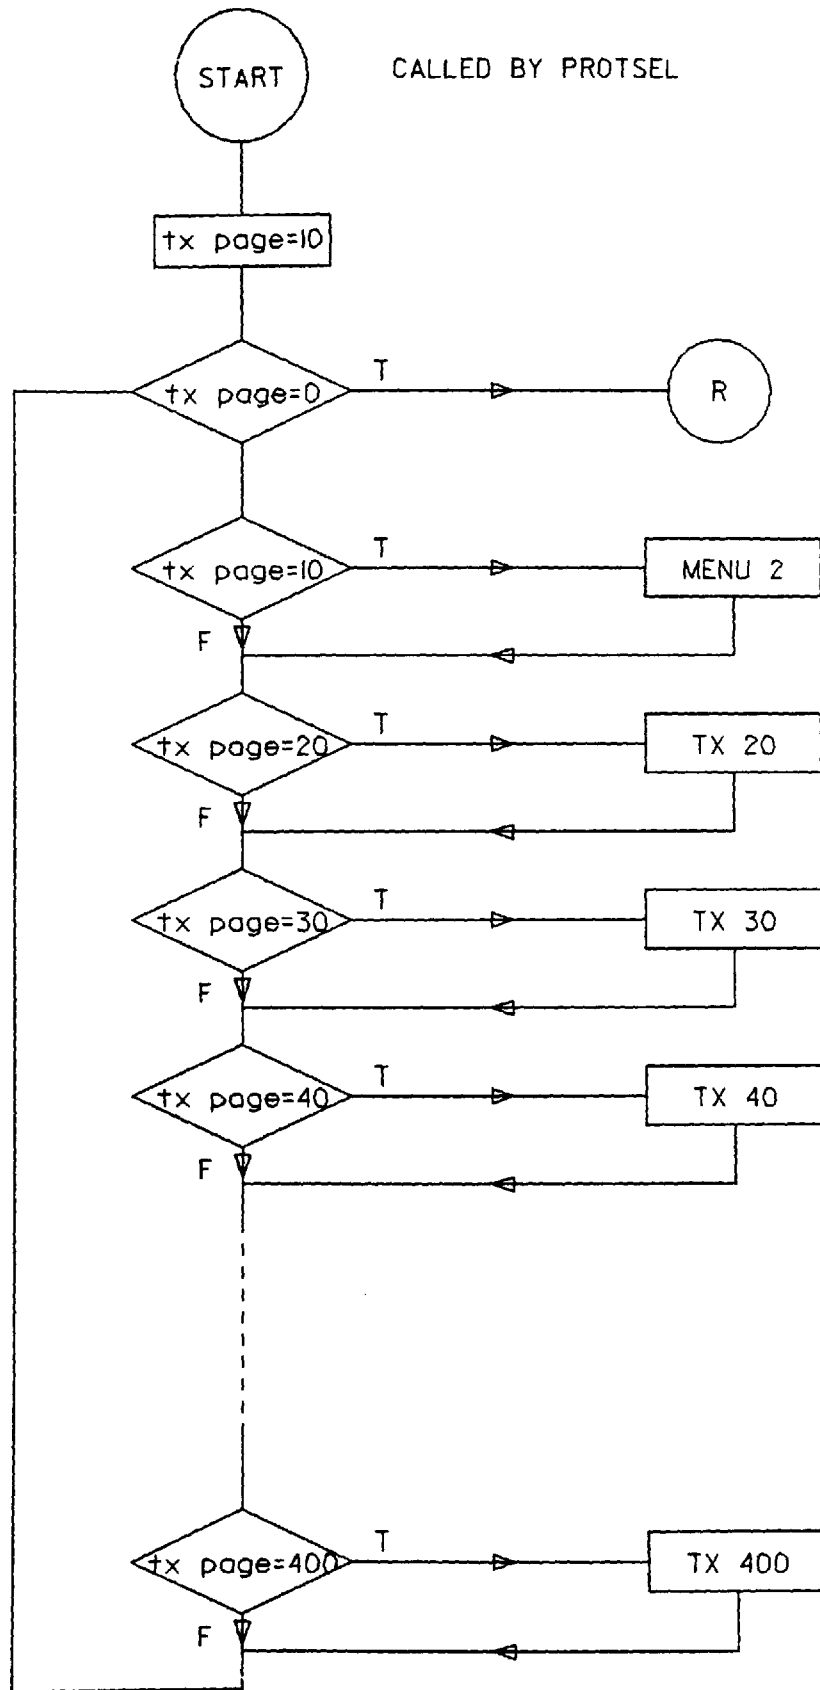 START
CALLED BY PROTSEL
tx page=10
tx page=0
T
R
tx page=10
T
MENU 2
F
tx page=20
T
TX 20
F
tx page=30
T
TX 30
F
tx page=40
T
TX 40
F
tx page=400
T
TX 400
F